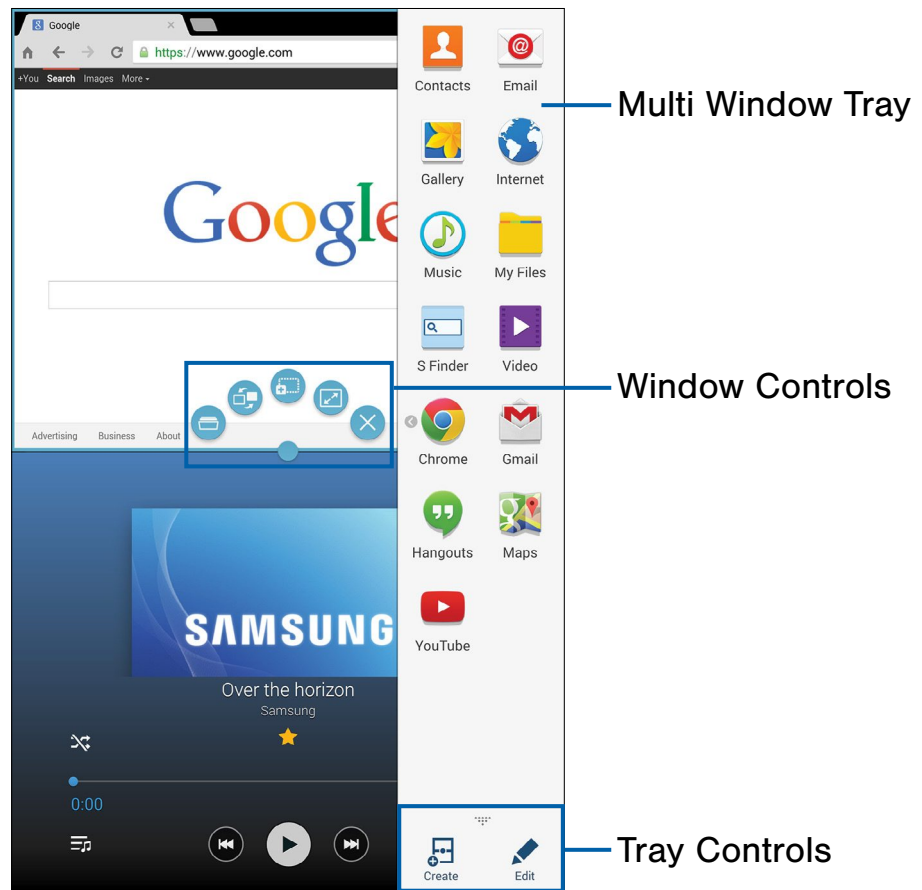 Google
https://www.google.com
+You Search Images More
Google
Advertising Business About
SAMSUNG
Over the horizon
Samsung
0:00
Contacts Email
Gallery Internet
Music My Files
S Finder Video
Chrome Gmail
Hangouts Maps
YouTube
Create Edit
Multi Window Tray
Window Controls
Tray Controls